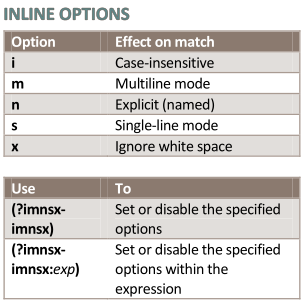 INLINE OPTIONS
Option Effect on match
i Case-insensitive
m Multiline mode
n Explicit (named)
s Single-line mode
x Ignore white space
Use To
(?imnsx- Set or disable the specified
imnsx) options
(?imnsx- Set or disable the specified
imnsx:exp) options within the
expression